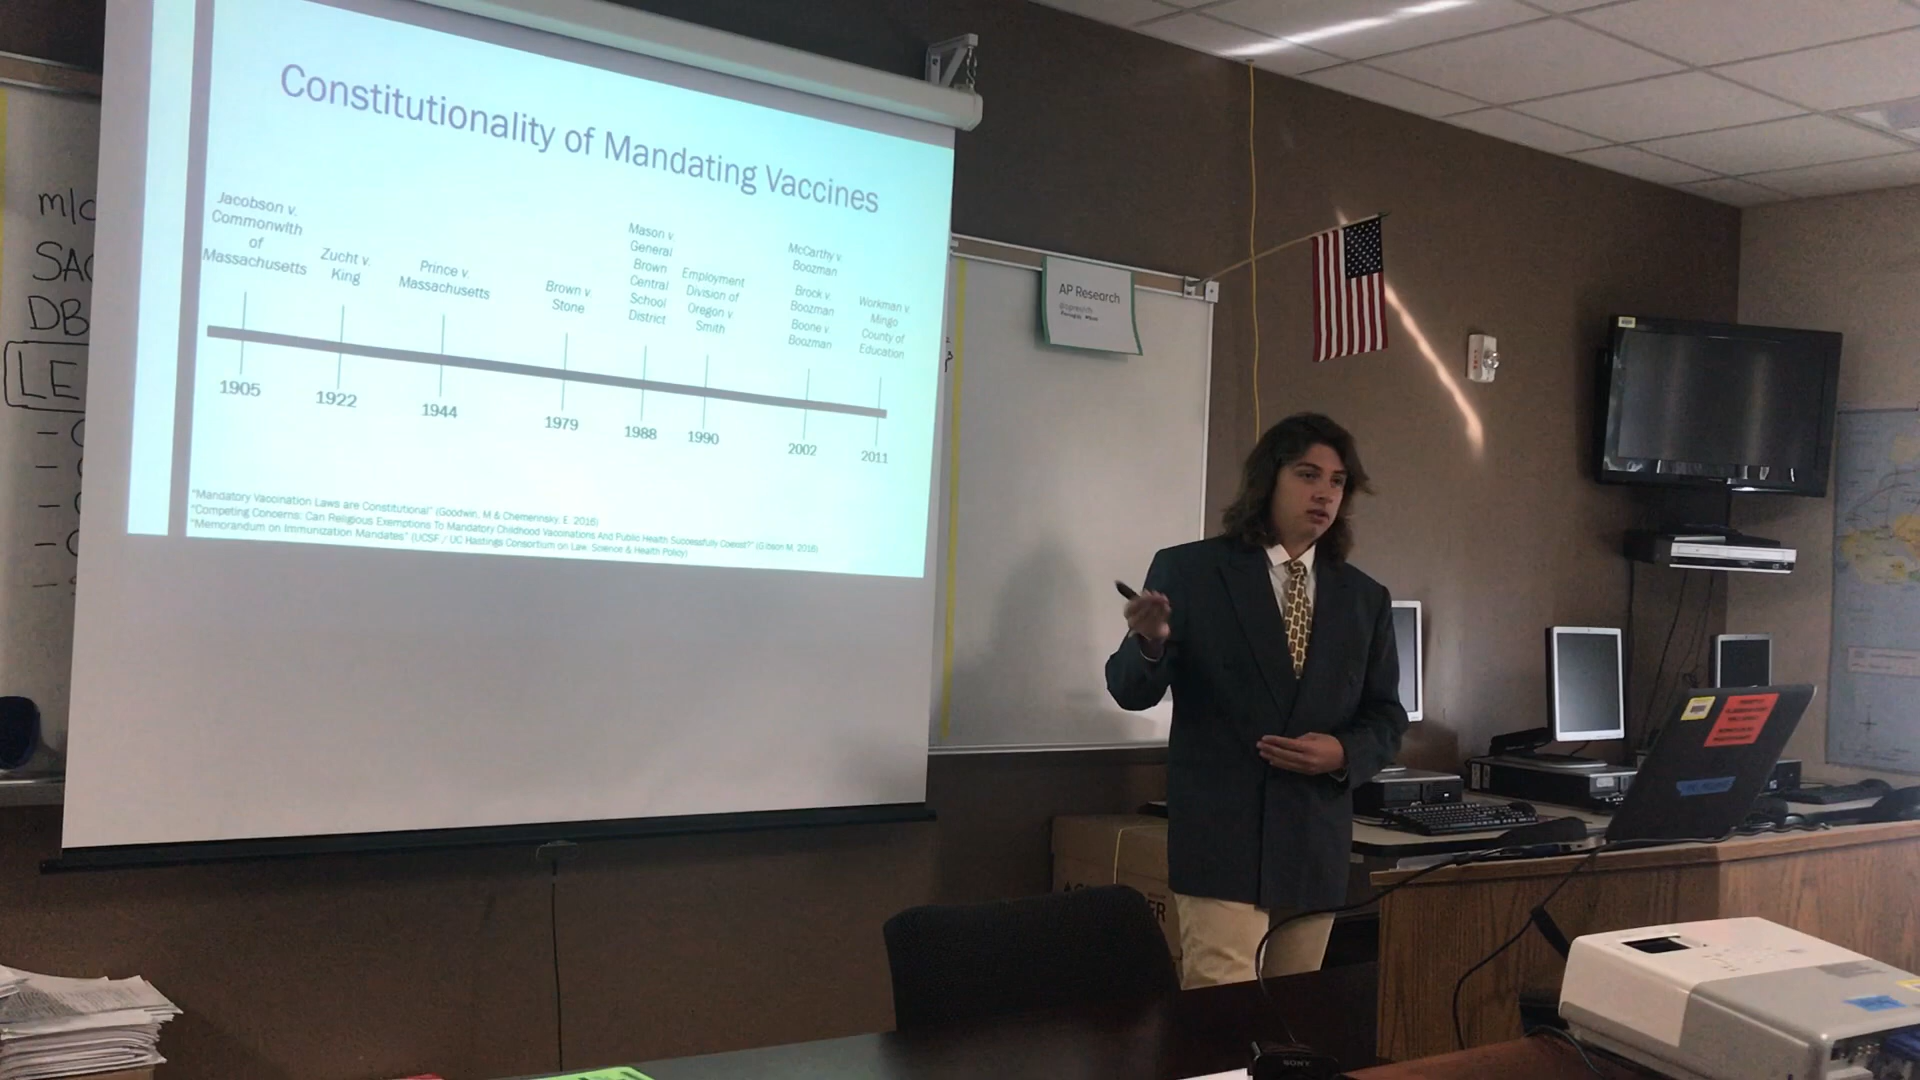 Constitutionality of Mandating Vaccines
Jacobson v.
Commonwlth
of
Massachusetts
Zucht v.
King
Prince v.
Massachusetts
Brown v.
Stone
Mason v.
General
Brown
Central
School
District
Employment
Division of
Oregon v.
Smith
McCarthy v.
Boozman
Brock v.
Boozman
Boone v.
Boozman
Workman v.
Mingo
County of
Education
1905
1922
1944
1979
1988
1990
2002
2011
"Mandatory Vaccination Laws are Constitutional" (Goodwin, M & Chemerinsky, E. 2016)
"Competing Concerns: Can Religious Exemptions To Mandatory Childhood Vaccinations And Public Health Successfully Coexist?" (Gibson M, 2016)
"Memorandum on Immunization Mandates" (UCSF / UC Hastings Consortium on Law, Science & Health Policy)
m/c
SAC
DB
LE
AP Research
SONY